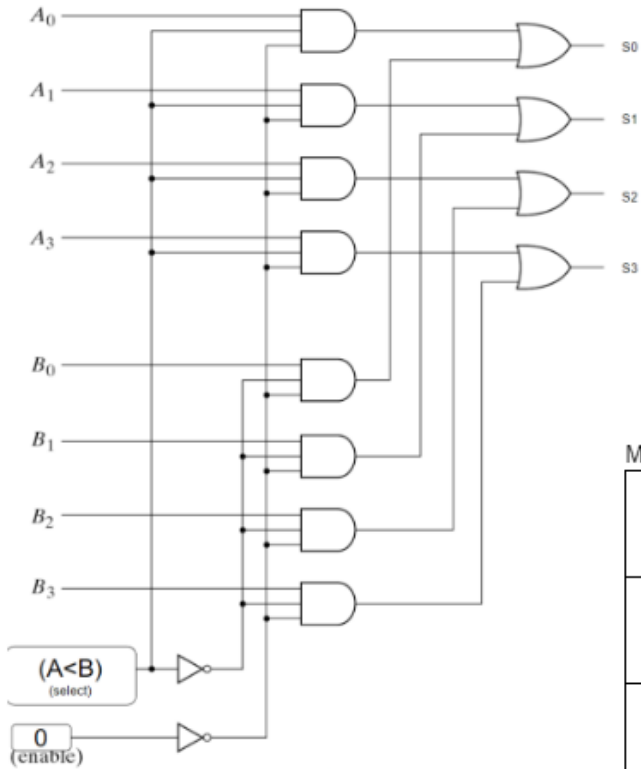 A₀
S0
A₁
S1
A₂
S2
A₃
S3
B₀
B₁
M
B₂
B₃
(A<B)
(select)
0
(enable)